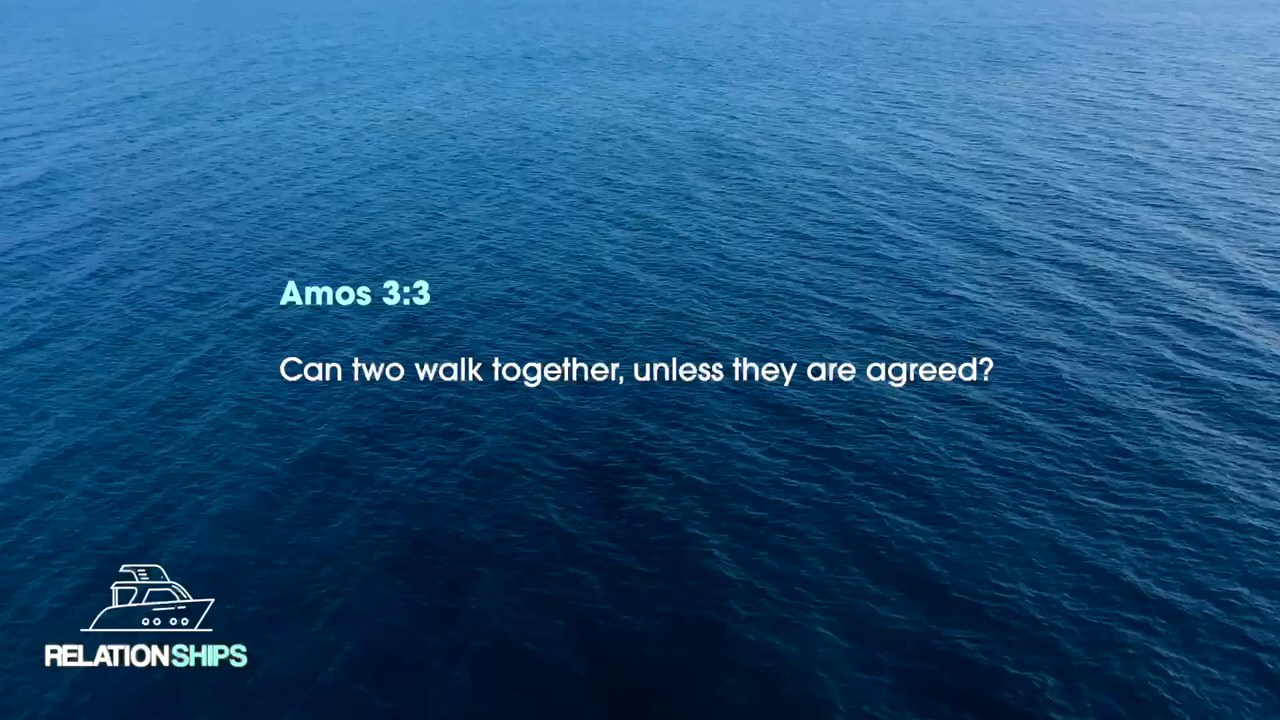 Amos 3:3
Can two walk together, unless they are agreed?
RELATIONSHIPS